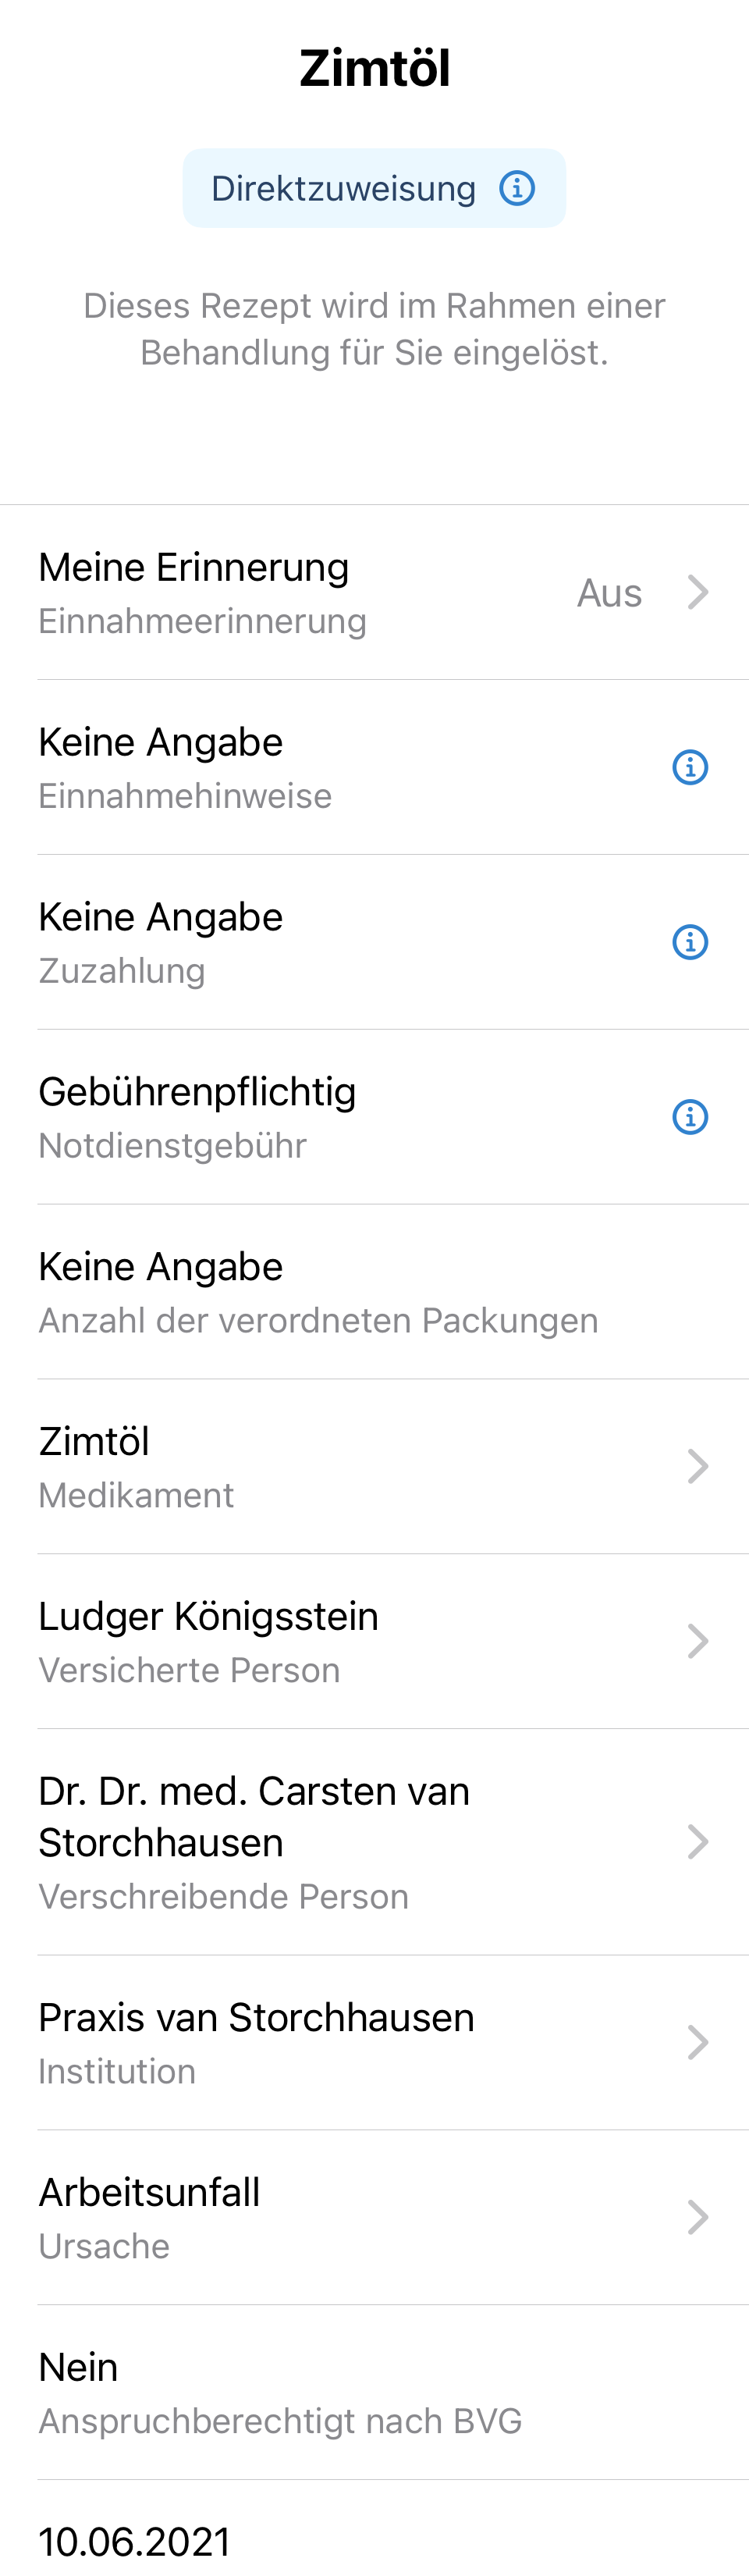 Zimtöl
Direktzuweisung
Dieses Rezept wird im Rahmen einer
Behandlung für Sie eingelöst.
Meine Erinnerung
Einnahmeerinnerung
Aus
Keine Angabe
Einnahmehinweise
Keine Angabe
Zuzahlung
Gebührenpflichtig
Notdienstgebühr
Keine Angabe
Anzahl der verordneten Packungen
Zimtöl
Medikament
Ludger Königsstein
Versicherte Person
Dr. Dr. med. Carsten van
Storchhausen
Verschreibende Person
Praxis van Storchhausen
Institution
Arbeitsunfall
Ursache
Nein
Anspruchberechtigt nach BVG
10.06.2021